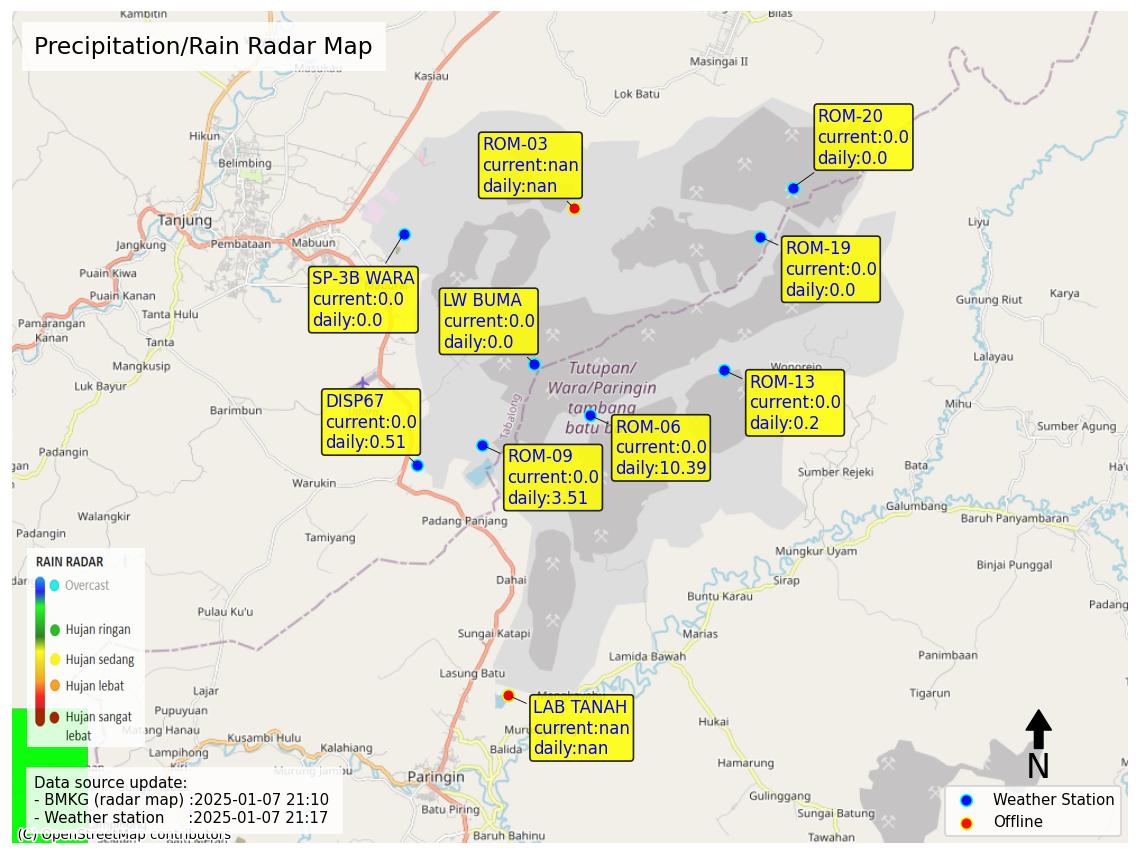 Precipitation/Rain Radar Map
Kambitin
Bilas
Masukau
Kasiau
Masingai II
Lok Batu
Hikun
Belimbing
ROM-03
current:nan
daily:nan
ROM-20
current:0.0
daily:0.0
Tanjung
Jangkung
Pembataan
Mabuun
Liyu
Puain Kiwa
Puain Kanan
SP-3B WARA
current:0.0
daily:0.0
ROM-19
current:0.0
daily:0.0
LW BUMA
current:0.0
daily:0.0
Gunung Riut
Karya
Tanta Hulu
Pamarangan
Kanan
Tanta
Mangkusip
Luk Bayur
Lalayau
Wonorejo
Tutupan/
Wara/Paringin
tambang
batu b
Tabalong
ROM-13
current:0.0
daily:0.2
DISP67
current:0.0
daily:0.51
ROM-06
current:0.0
daily:10.39
ROM-09
current:0.0
daily:3.51
Barimbun
Mihu
Sumber Agung
gan
Padangin
Bata
Batu M
Sumber Rejeki
Warukin
Galumbang
Baruh Panyambaran
Walangkir
Padang Panjang
Padangin
Tamiyang
Mungkur Uyam
Binjai Punggal
Dahai
Sirap
Buntu Karau
Padang
Pulau Ku'u
Sungai Katapi
Marias
Lamida Bawah
Panimbaan
Lasung Batu
Tigarun
Lajar
Pupuyuan
Matang Hanau
Kusambi Hulu
Lampihong
Kalahiang
Murung Jambu
Balida
Hukai
Hamarung
Paringin
Batu Piring
Gulinggang
Sungai Batung
Baruh Bahinu
Tawahan
LAB TANAH
current:nan
daily:nan
RAIN RADAR
Overcast
Hujan ringan
Hujan sedang
Hujan lebat
Hujan sangat
lebat
Data source update:
- BMKG (radar map) :2025-01-07 21:10
- Weather station :2025-01-07 21:17
(C) OpenStreetMap contributors
N
Weather Station
Offline